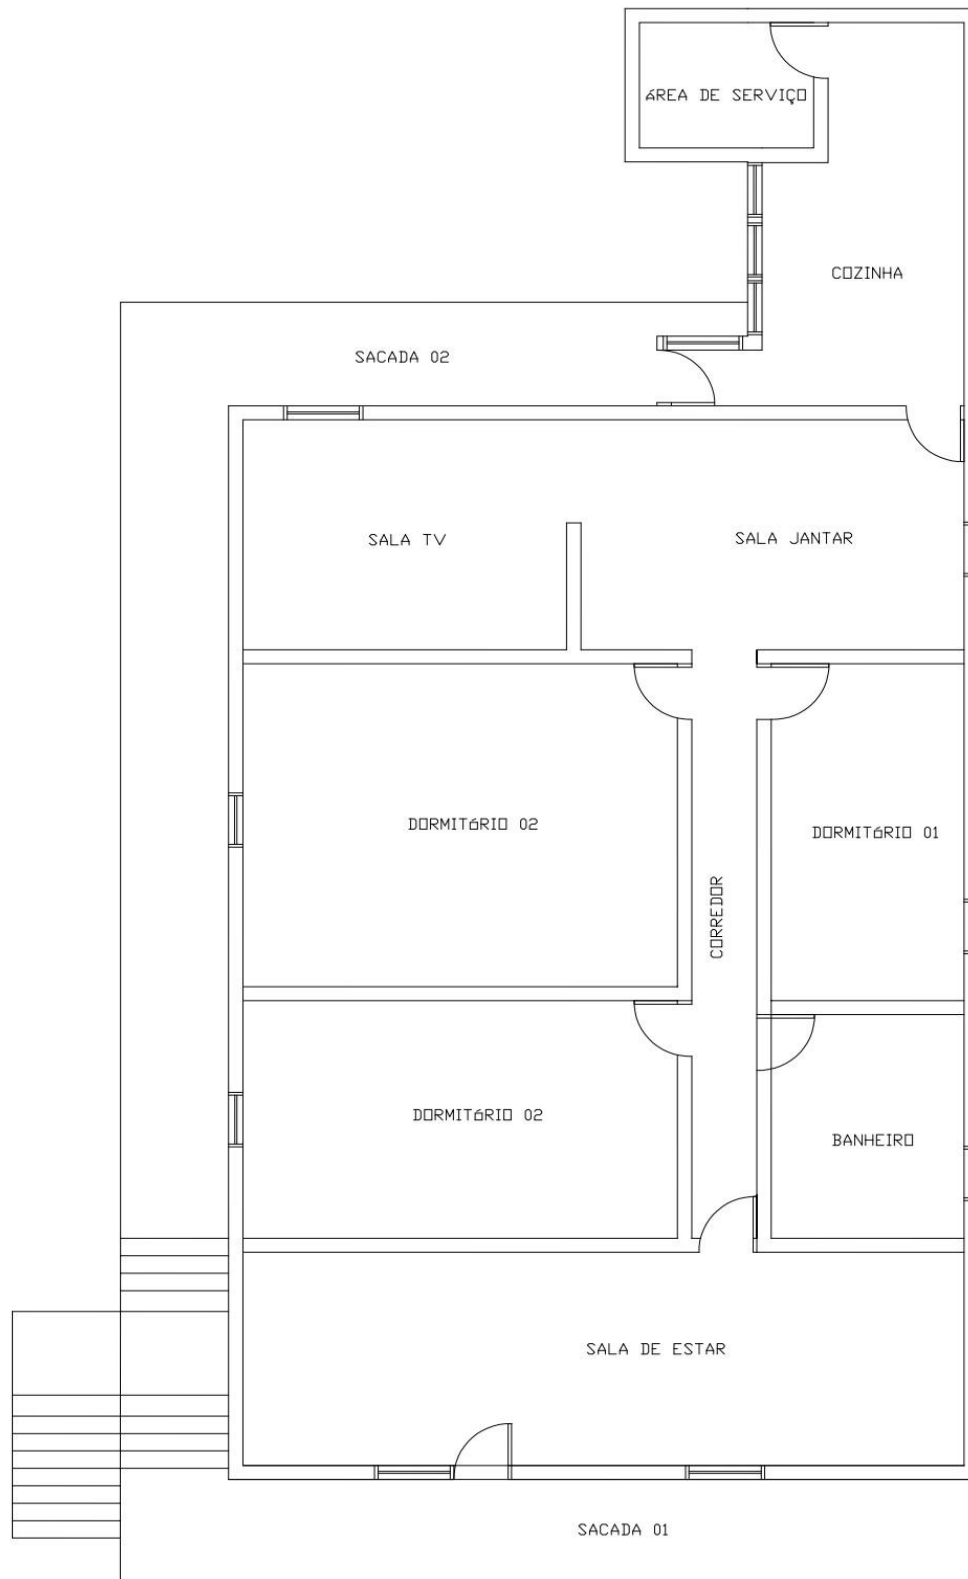 ÁREA DE SERVIÇO
COZINHA
SACADA 02
SALA TV
SALA JANTAR
DORMITÓRIO 02
DORMITÓRIO 01
CORREDOR
DORMITÓRIO 02
BANHEIRO
SALA DE ESTAR
SACADA 01